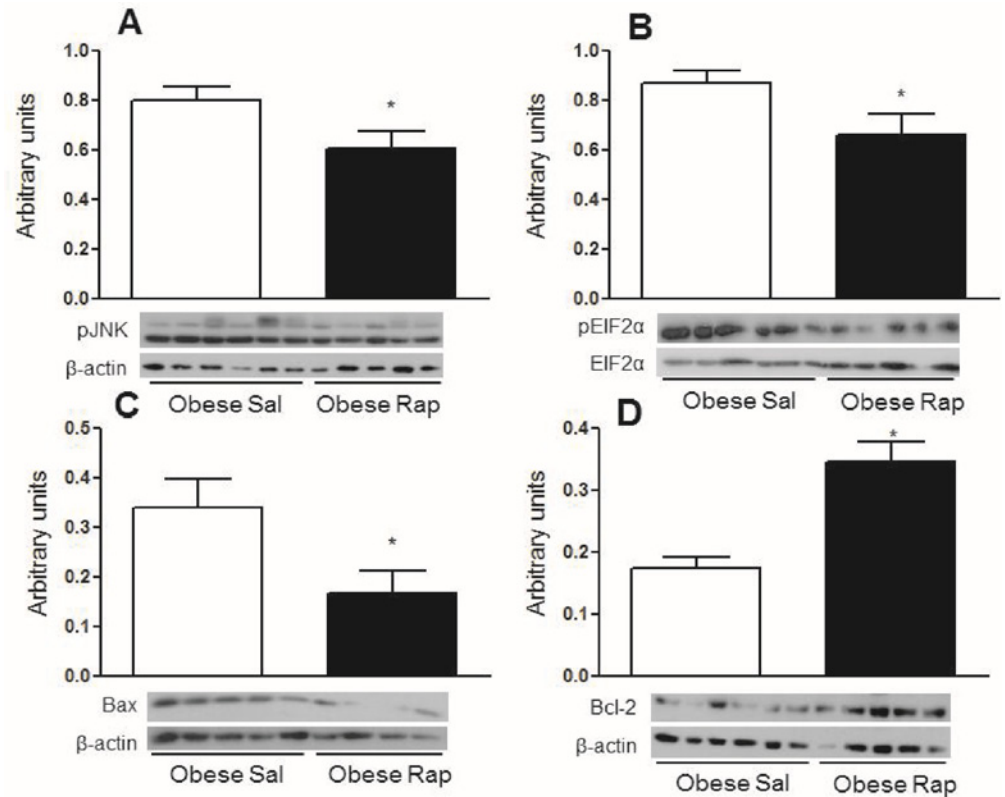 A
Arbitrary units
1.0
0.8
0.6
0.4
0.2
0.0
*
pJNK
β-actin
Obese Sal Obese Rap
B
Arbitrary units
1.0
0.8
0.6
0.4
0.2
0.0
*
pEIF2α
EIF2α
Obese Sal Obese Rap
C
Arbitrary units
0.5
0.4
0.3
0.2
0.1
0.0
*
Bax
β-actin
Obese Sal Obese Rap
D
Arbitrary units
0.4
0.3
0.2
0.1
0.0
*
Bcl-2
β-actin
Obese Sal Obese Rap